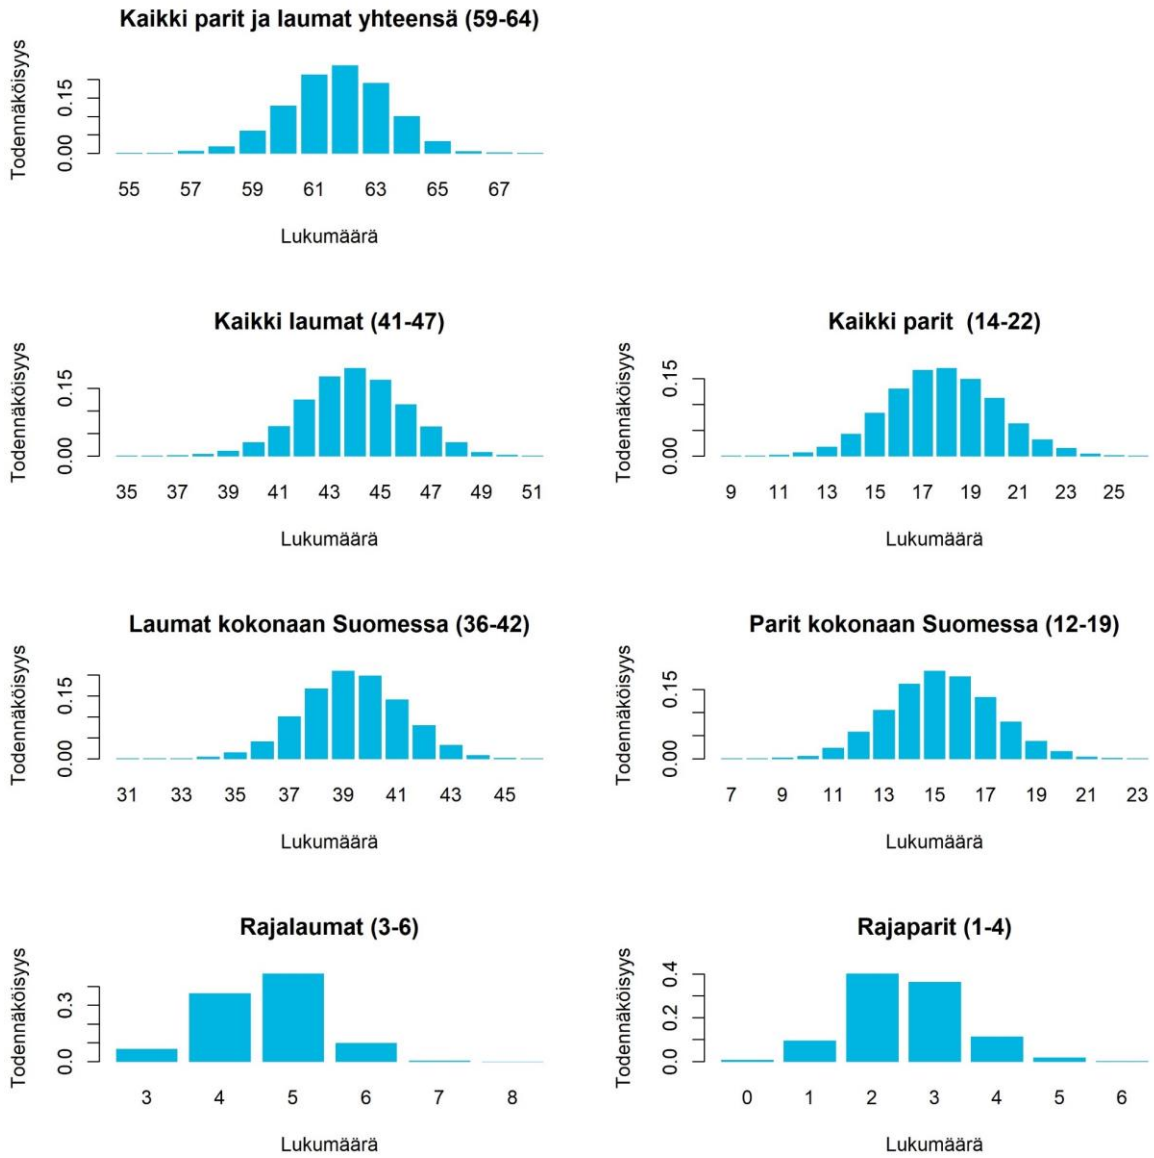 Kaikki parit ja laumat yhteensä (59-64)
Todennäköisyys
0.00 0.15
55 57 59 61 63 65 67
Lukumäärä
Kaikki laumat (41-47)
Todennäköisyys
0.00 0.15
35 37 39 41 43 45 47 49 51
Lukumäärä
Kaikki parit (14-22)
Todennäköisyys
0.00 0.15
9 11 13 15 17 19 21 23 25
Lukumäärä
Laumat kokonaan Suomessa (36-42)
Todennäköisyys
0.00 0.15
31 33 35 37 39 41 43 45
Lukumäärä
Parit kokonaan Suomessa (12-19)
Todennäköisyys
0.00 0.15
7 9 11 13 15 17 19 21 23
Lukumäärä
Rajalaumat (3-6)
Todennäköisyys
0.0 0.3
3 4 5 6 7 8
Lukumäärä
Rajaparit (1-4)
Todennäköisyys
0.0 0.2 0.4
0 1 2 3 4 5 6
Lukumäärä